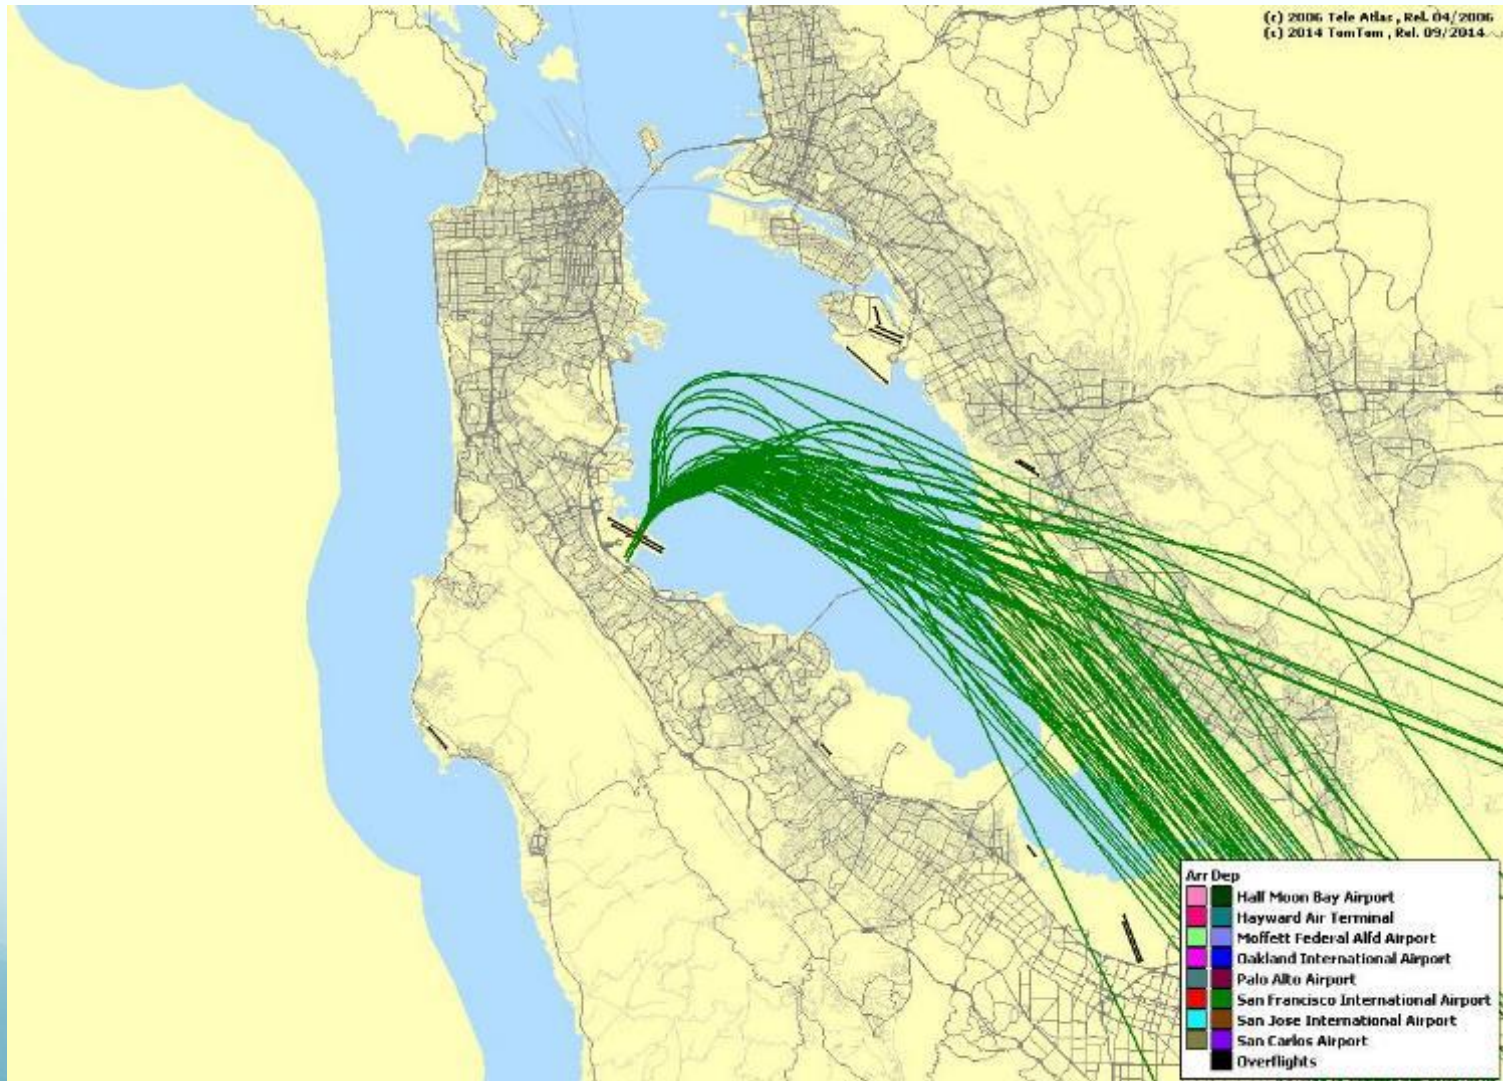 (c) 2006 Tele Atlas , Rel. 04/2006
(c) 2014 TomTom , Rel. 09/2014
Arr Dep
Half Moon Bay Airport
Hayward Air Terminal
Moffett Federal Alfd Airport
Oakland International Airport
Palo Alto Airport
San Francisco International Airport
San Jose International Airport
San Carlos Airport
Overflights